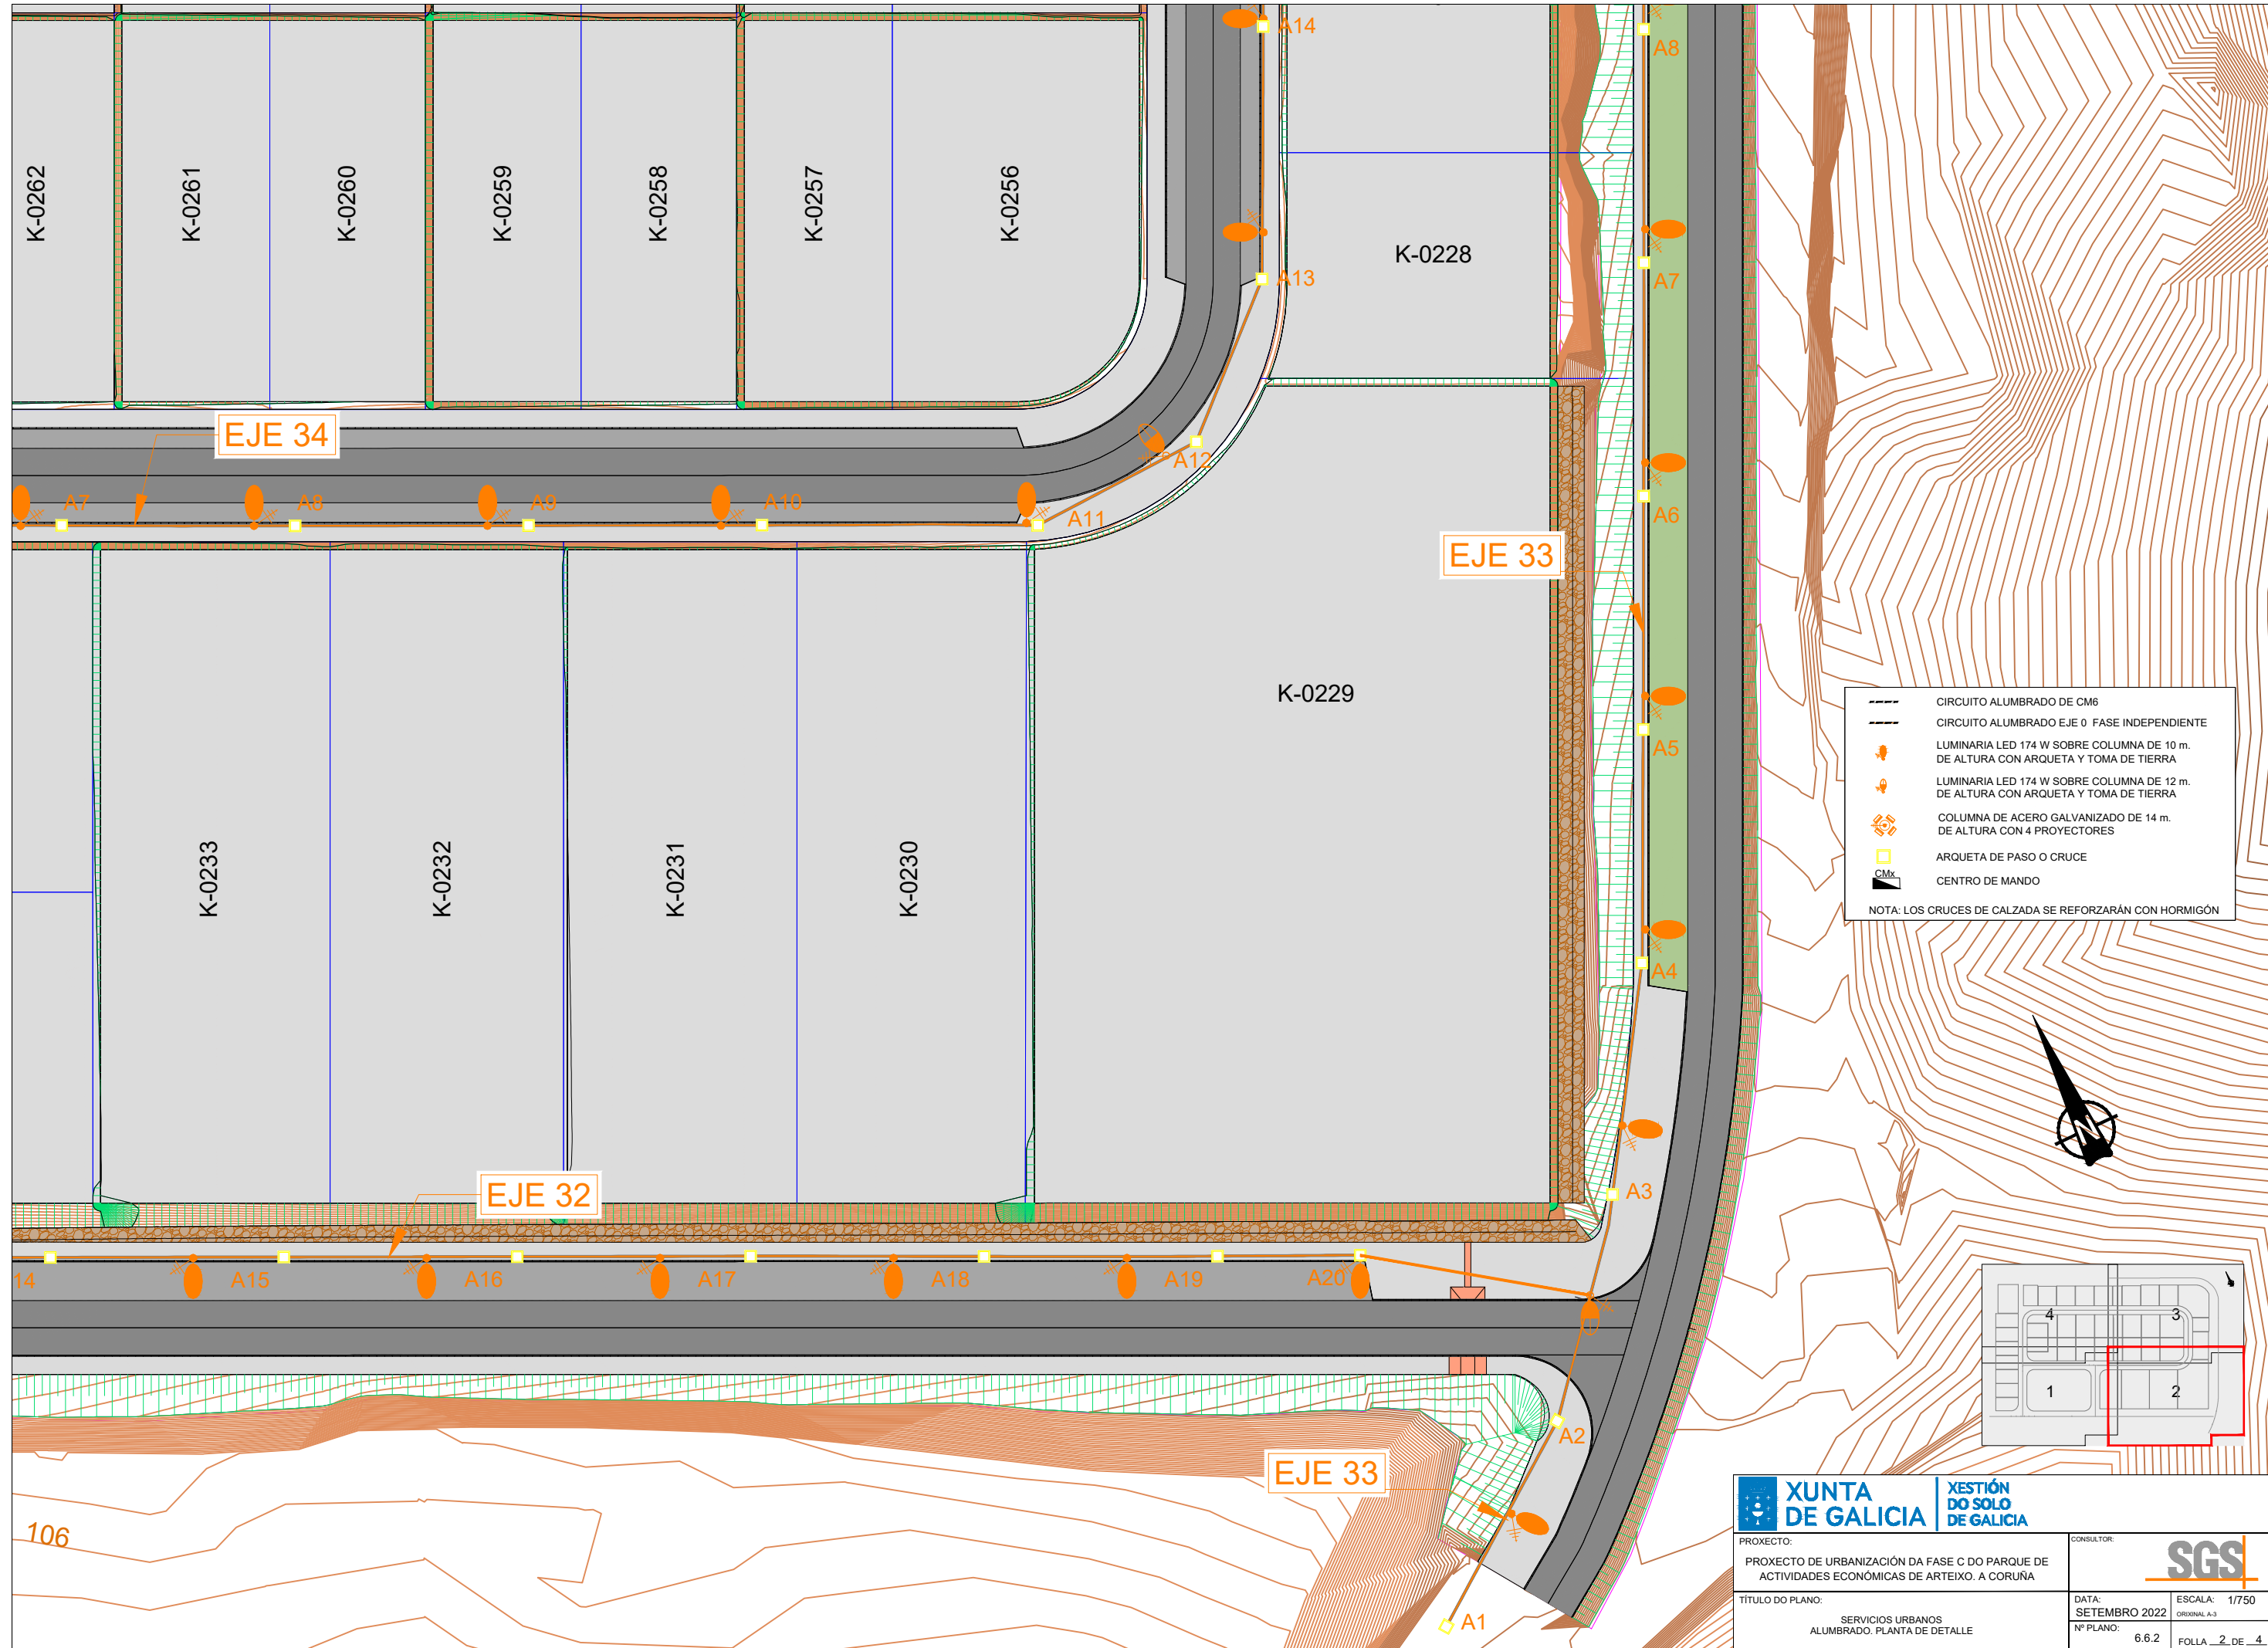 A14
A8
K-0262
K-0261
K-0260
K-0259
K-0258
K-0257
K-0256
K-0228
A13
A7
EJE 34
A12
A7
A8
A9
A10
A11
A6
EJE 33
K-0229
A5
CIRCUITO ALUMBRADO DE CM6
CIRCUITO ALUMBRADO EJE 0 FASE INDEPENDIENTE
LUMINARIA LED 174 W SOBRE COLUMNA DE 10 m.
DE ALTURA CON ARQUETA Y TOMA DE TIERRA
LUMINARIA LED 174 W SOBRE COLUMNA DE 12 m.
DE ALTURA CON ARQUETA Y TOMA DE TIERRA
COLUMNA DE ACERO GALVANIZADO DE 14 m.
DE ALTURA CON 4 PROYECTORES
ARQUETA DE PASO O CRUCE
CMx
CENTRO DE MANDO
NOTA: LOS CRUCES DE CALZADA SE REFORZARÁN CON HORMIGÓN
K-0233
K-0232
K-0231
K-0230
A4
EJE 32
A3
14
A15
A16
A17
A18
A19
A20
4
3
1
2
A2
EJE 33
106
A1
XUNTA
DE GALICIA
XESTIÓN
DO SOLO
DE GALICIA
PROXECTO:
PROXECTO DE URBANIZACIÓN DA FASE C DO PARQUE DE
ACTIVIDADES ECONÓMICAS DE ARTEIXO. A CORUÑA
CONSULTOR:
SGS
TÍTULO DO PLANO:
SERVICIOS URBANOS
ALUMBRADO. PLANTA DE DETALLE
DATA:
SETEMBRO 2022
ESCALA: 1/750
ORIXINAL A-3
Nº PLANO:
6.6.2
FOLLA 2 DE 4